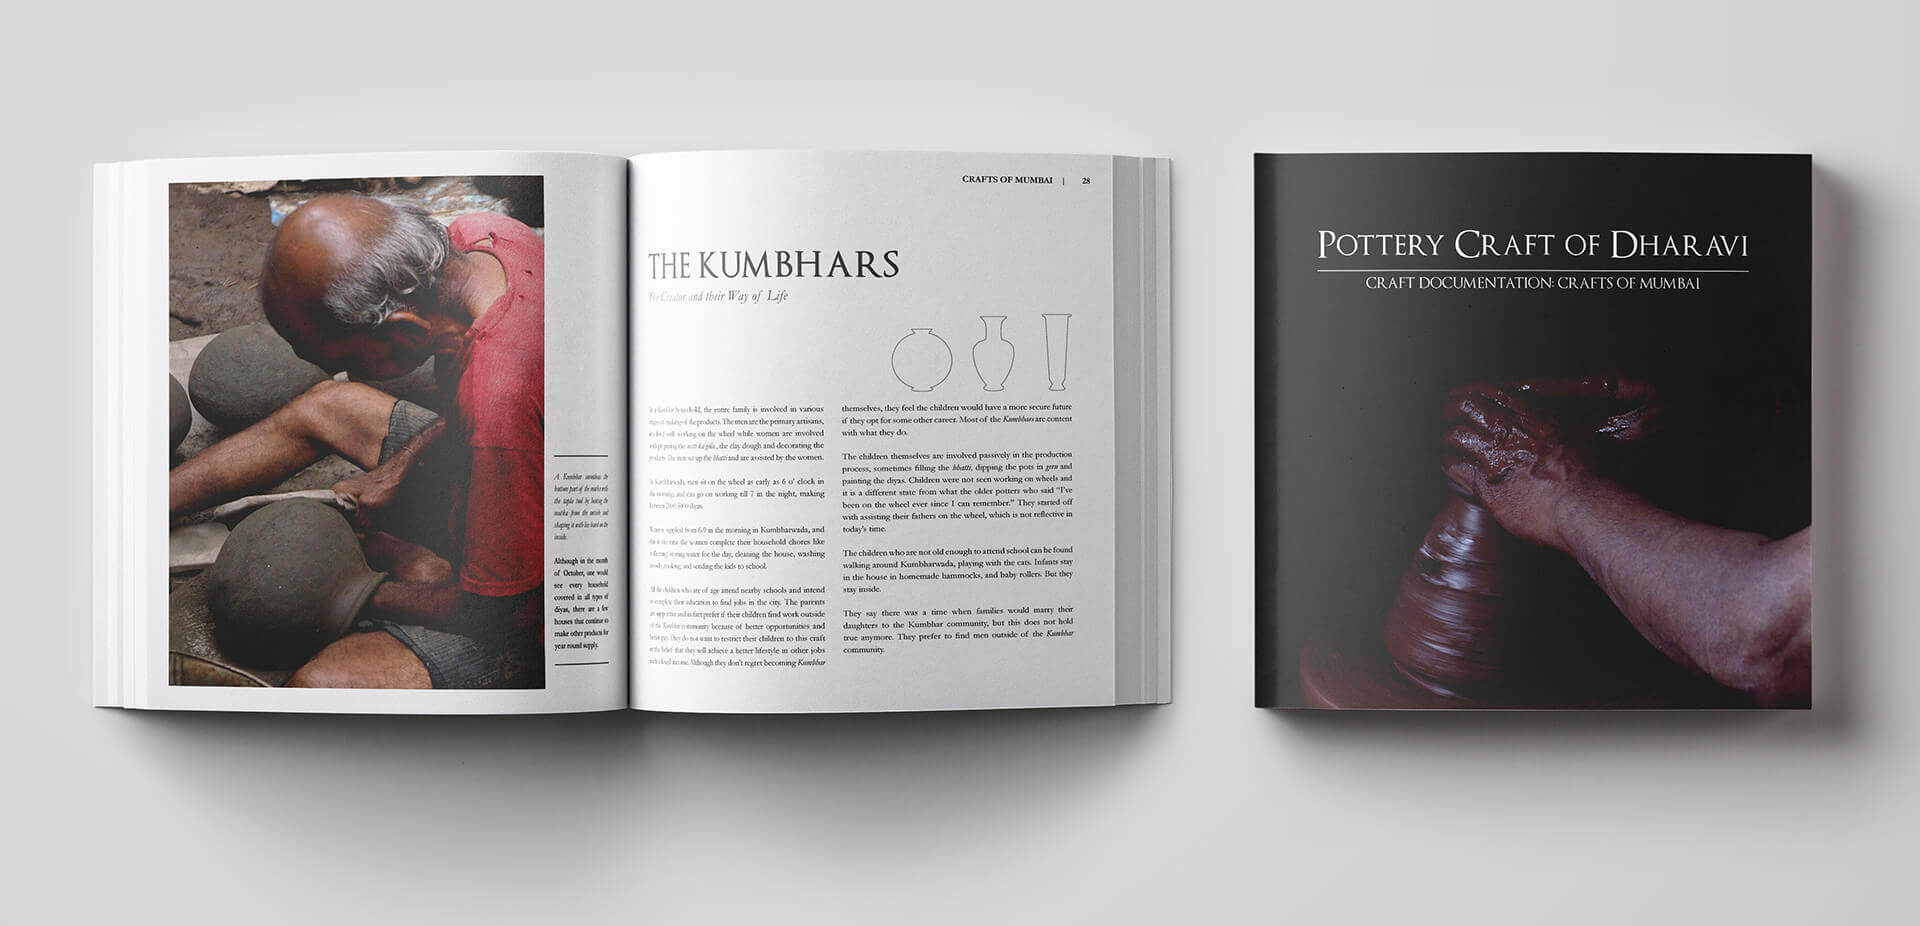 A Kumbhar smoothens the
bottom part of the matka with
the tapla tool by beating the
matka from the outside and
shaping it with his hand on the
inside.
Although in the month
of October, one would
see every household
covered in all types of
diyas, there are a few
houses that continue to
make other products for
year round supply.
CRAFTS OF MUMBAI | 28
THE KUMBHARS
The Creator and their Way of Life
In a Kumbhar household, the entire family is involved in various
stages of making of the products. The men are the primary artisans,
involved with working on the wheel while women are involved
with preparing the mitti ka gola, the clay dough and decorating the
products. The men set up the bhatti and are assisted by the women.
In Kumbharwada, men sit on the wheel as early as 6 o' clock in
the morning, and can go on working till 7 in the night, making
between diyas.
Water is supplied from 6-9 in the morning in Kumbharwada, and
this is the time the women complete their household chores like
collecting/ storing water for the day, cleaning the house, washing
cooking, and sending the kids to school.
All the children who are of age attend nearby schools and intend
to complete their education to find jobs in the city. The parents
are supportive and in fact prefer if their children find work outside
of the Kumbhar community because of better opportunities and
better pay. They do not want to restrict their children to this craft
in the belief that they will achieve a better lifestyle in other jobs
with a fixed income. Although they don't regret becoming Kumbhar
themselves, they feel the children would have a more secure future
if they opt for some other career. Most of the Kumbhars are content
with what they do.
The children themselves are involved passively in the production
process, sometimes filling the bhatti, dipping the pots in geru and
painting the diyas. Children were not seen working on wheels and
it is a different state from what the older potters who said "I've
been on the wheel ever since I can remember." They started off
with assisting their fathers on the wheel, which is not reflective in
today's time.
The children who are not old enough to attend school can be found
walking around Kumbharwada, playing with the cats. Infants stay
in the house in homemade hammocks, and baby rollers. But they
stay inside.
They say there was a time when families would marry their
daughters to the Kumbhar community, but this does not hold
true anymore. They prefer to find men outside of the Kumbhar
community.
POTTERY CRAFT OF DHARAVI
CRAFT DOCUMENTATION: CRAFTS OF MUMBAI